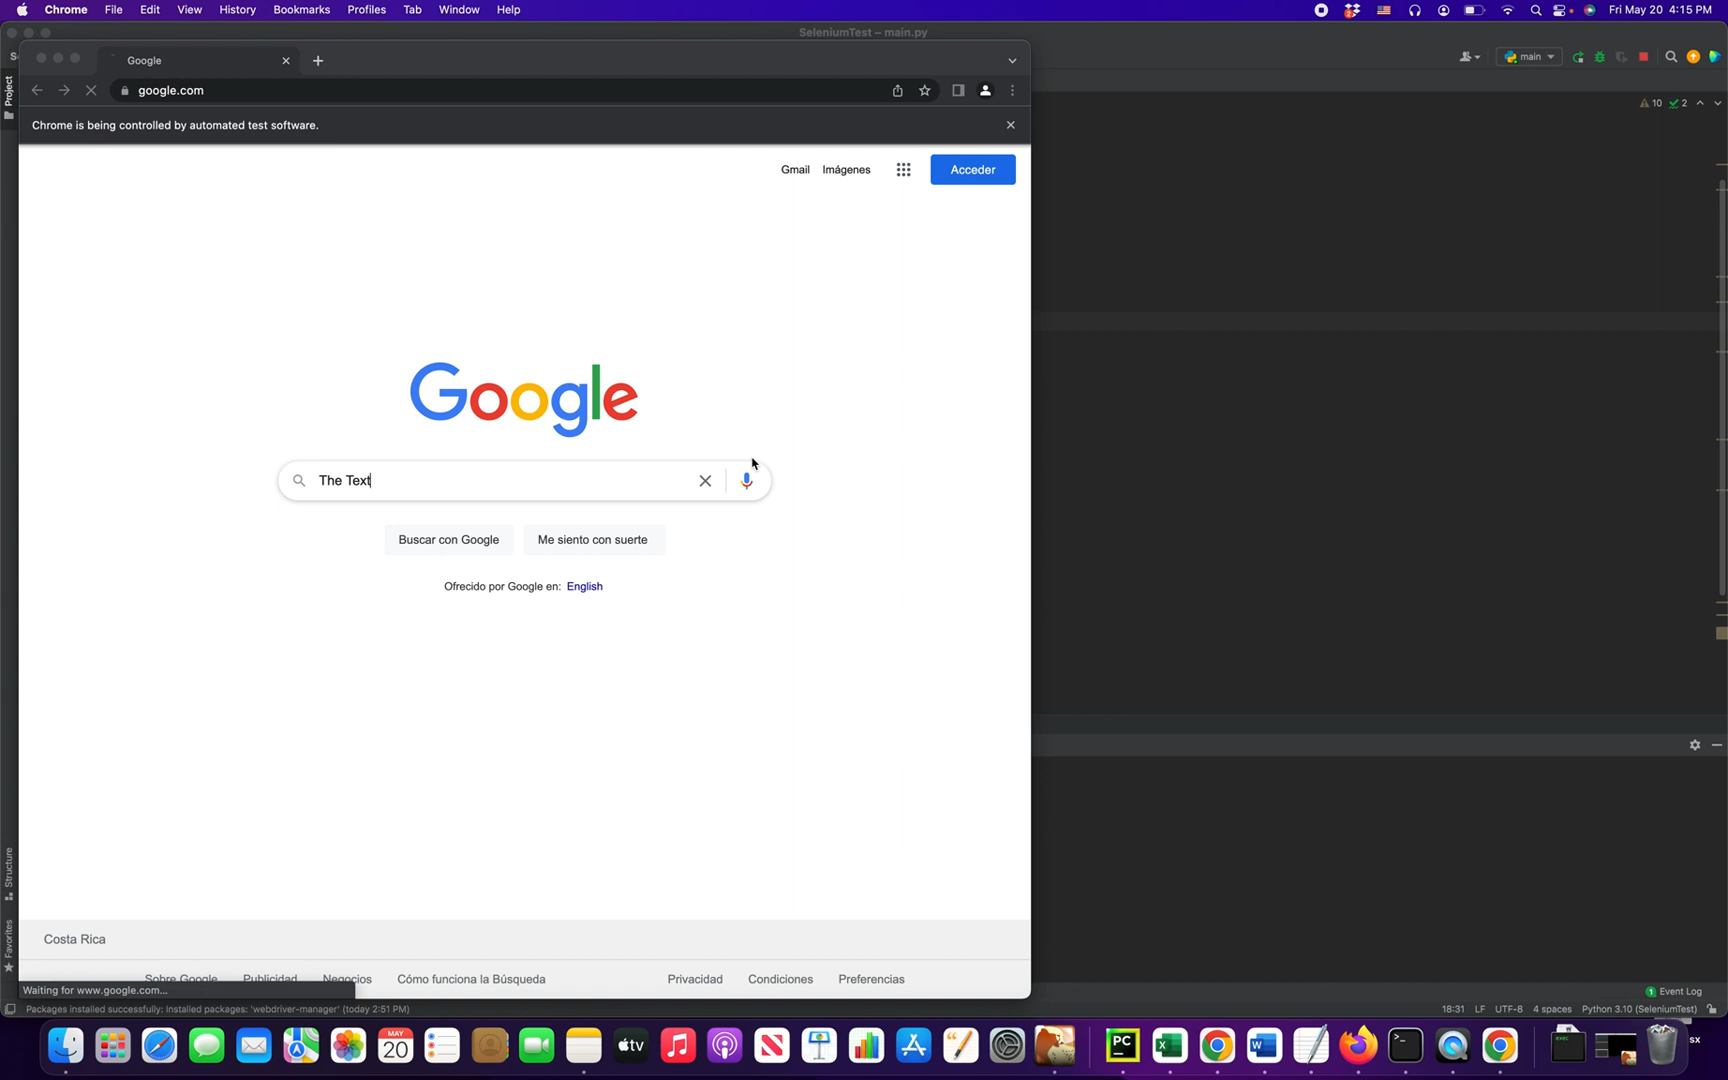 Chrome File Edit View History Bookmarks Profiles Tab Window Help Fri May 20 4:15 PM
SeleniumTest – main.py
Google
main
Project
google.com
10 2
Chrome is being controlled by automated test software.
Gmail Imágenes Acceder
Google
The Text
Buscar con Google Me siento con suerte
Ofrecido por Google en: English
Structure
Favorites
Costa Rica
Sobre Google Publicidad Negocios Cómo funciona la Búsqueda Privacidad Condiciones Preferencias
Waiting for www.google.com...
1 Event Log
Packages installed successfully: Installed packages: 'webdriver-manager' (today 2:51 PM) 18:31 LF UTF-8 4 spaces Python 3.10 (SeleniumTest)
MAY
20
tv
PC